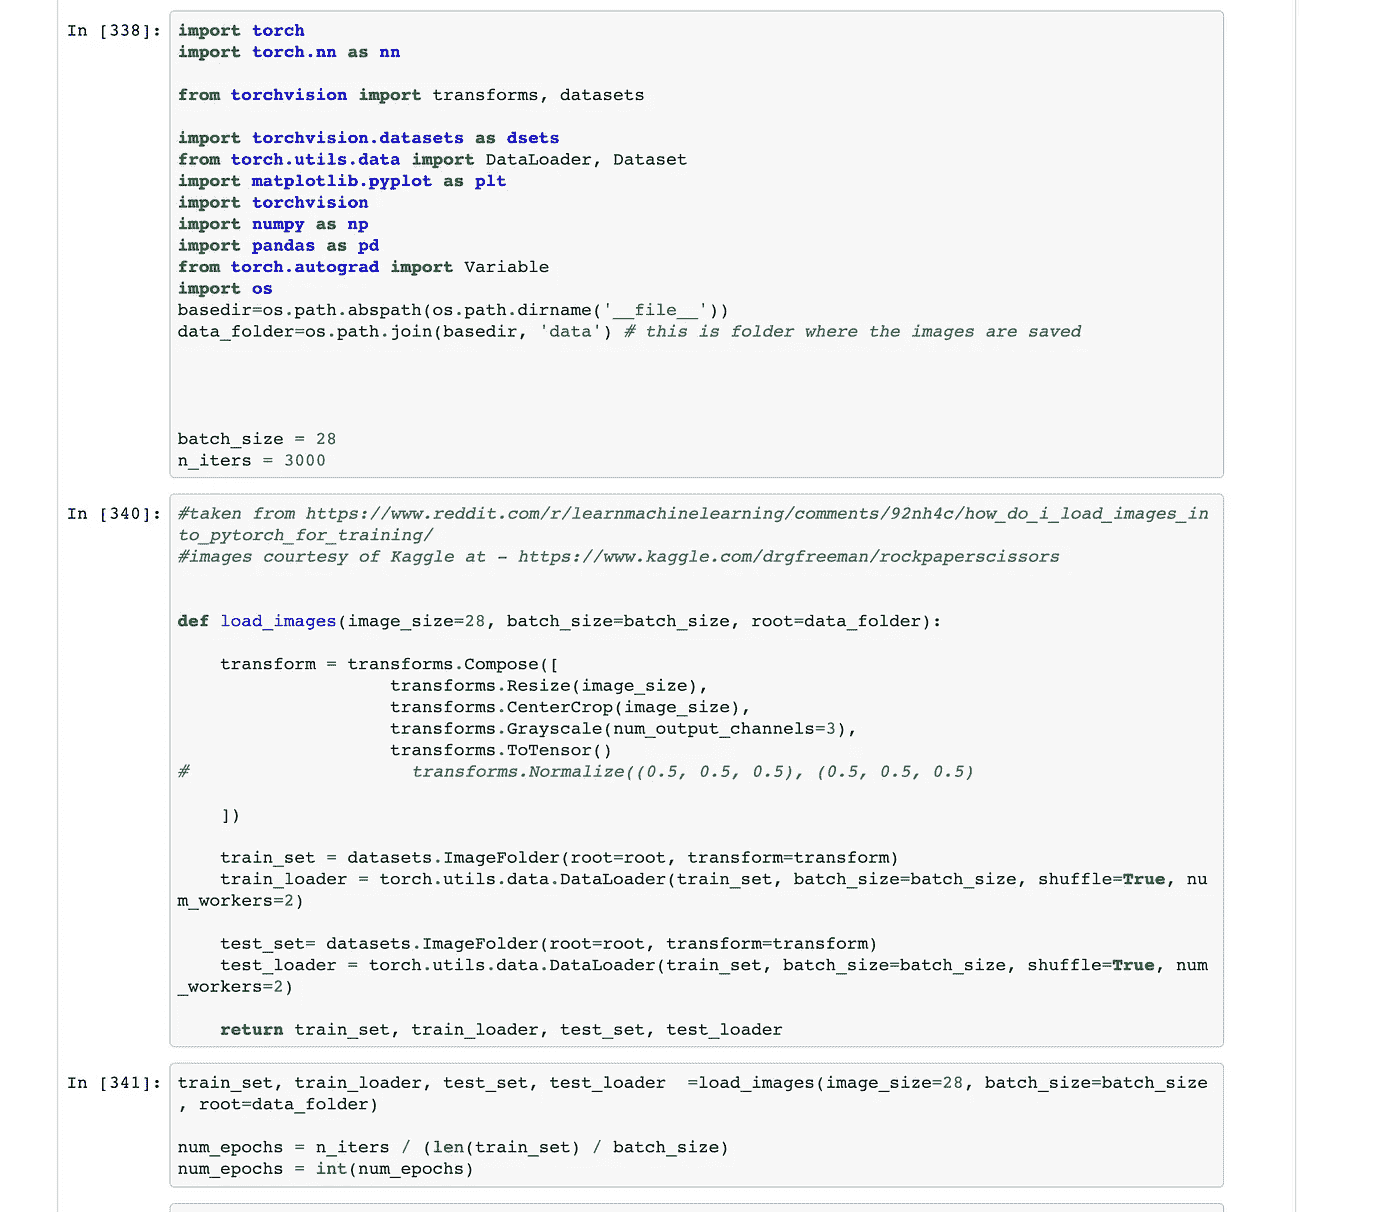 In [338]:
import torch
import torch.nn as nn
from torchvision import transforms, datasets
import torchvision.datasets as dsets
from torch.utils.data import DataLoader, Dataset
import matplotlib.pyplot as plt
import torchvision
import numpy as np
import pandas as pd
from torch.autograd import Variable
import os
basedir=os.path.abspath(os.path.dirname('__file__'))
data_folder=os.path.join(basedir, 'data') # this is folder where the images are saved
batch_size = 28
n_iters = 3000
In [340]:
#taken from https://www.reddit.com/r/learnmachinelearning/comments/92nh4c/how_do_i_load_images_in
to_pytorch_for_training/
#images courtesy of Kaggle at - https://www.kaggle.com/drgfreeman/rockpaperscissors
def load_images(image_size=28, batch_size=batch_size, root=data_folder):
    transform = transforms.Compose([
                    transforms.Resize(image_size),
                    transforms.CenterCrop(image_size),
                    transforms.Grayscale(num_output_channels=3),
                    transforms.ToTensor()
#                     transforms.Normalize((0.5, 0.5, 0.5), (0.5, 0.5, 0.5)
    ])
    train_set = datasets.ImageFolder(root=root, transform=transform)
    train_loader = torch.utils.data.DataLoader(train_set, batch_size=batch_size, shuffle=True, nu
m_workers=2)
    test_set= datasets.ImageFolder(root=root, transform=transform)
    test_loader = torch.utils.data.DataLoader(train_set, batch_size=batch_size, shuffle=True, num
_workers=2)
    return train_set, train_loader, test_set, test_loader
In [341]:
train_set, train_loader, test_set, test_loader  =load_images(image_size=28, batch_size=batch_size
, root=data_folder)
num_epochs = n_iters / (len(train_set) / batch_size)
num_epochs = int(num_epochs)